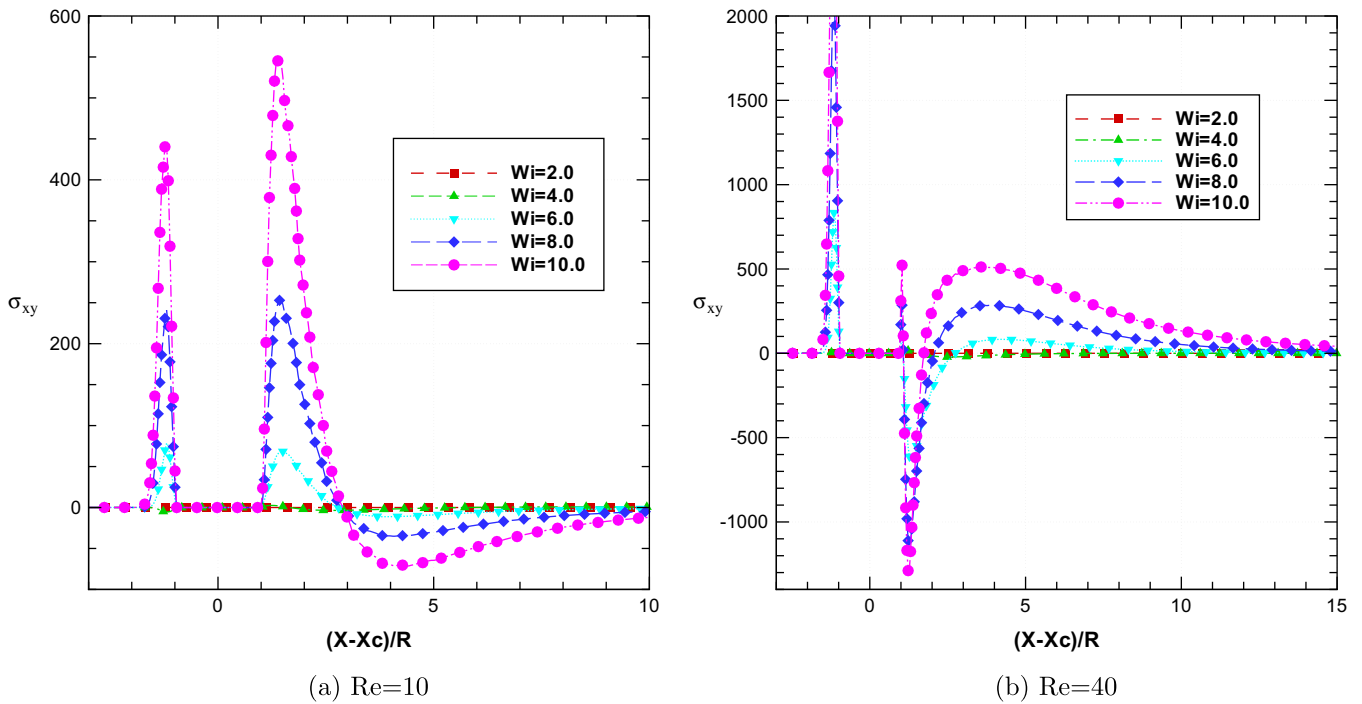 600
400
200
0
σxy
Wi=2.0
Wi=4.0
Wi=6.0
Wi=8.0
Wi=10.0
0 5 10
(X-Xc)/R
(a) Re=10
2000
1500
1000
500
0
-500
-1000
σxy
Wi=2.0
Wi=4.0
Wi=6.0
Wi=8.0
Wi=10.0
0 5 10 15
(X-Xc)/R
(b) Re=40